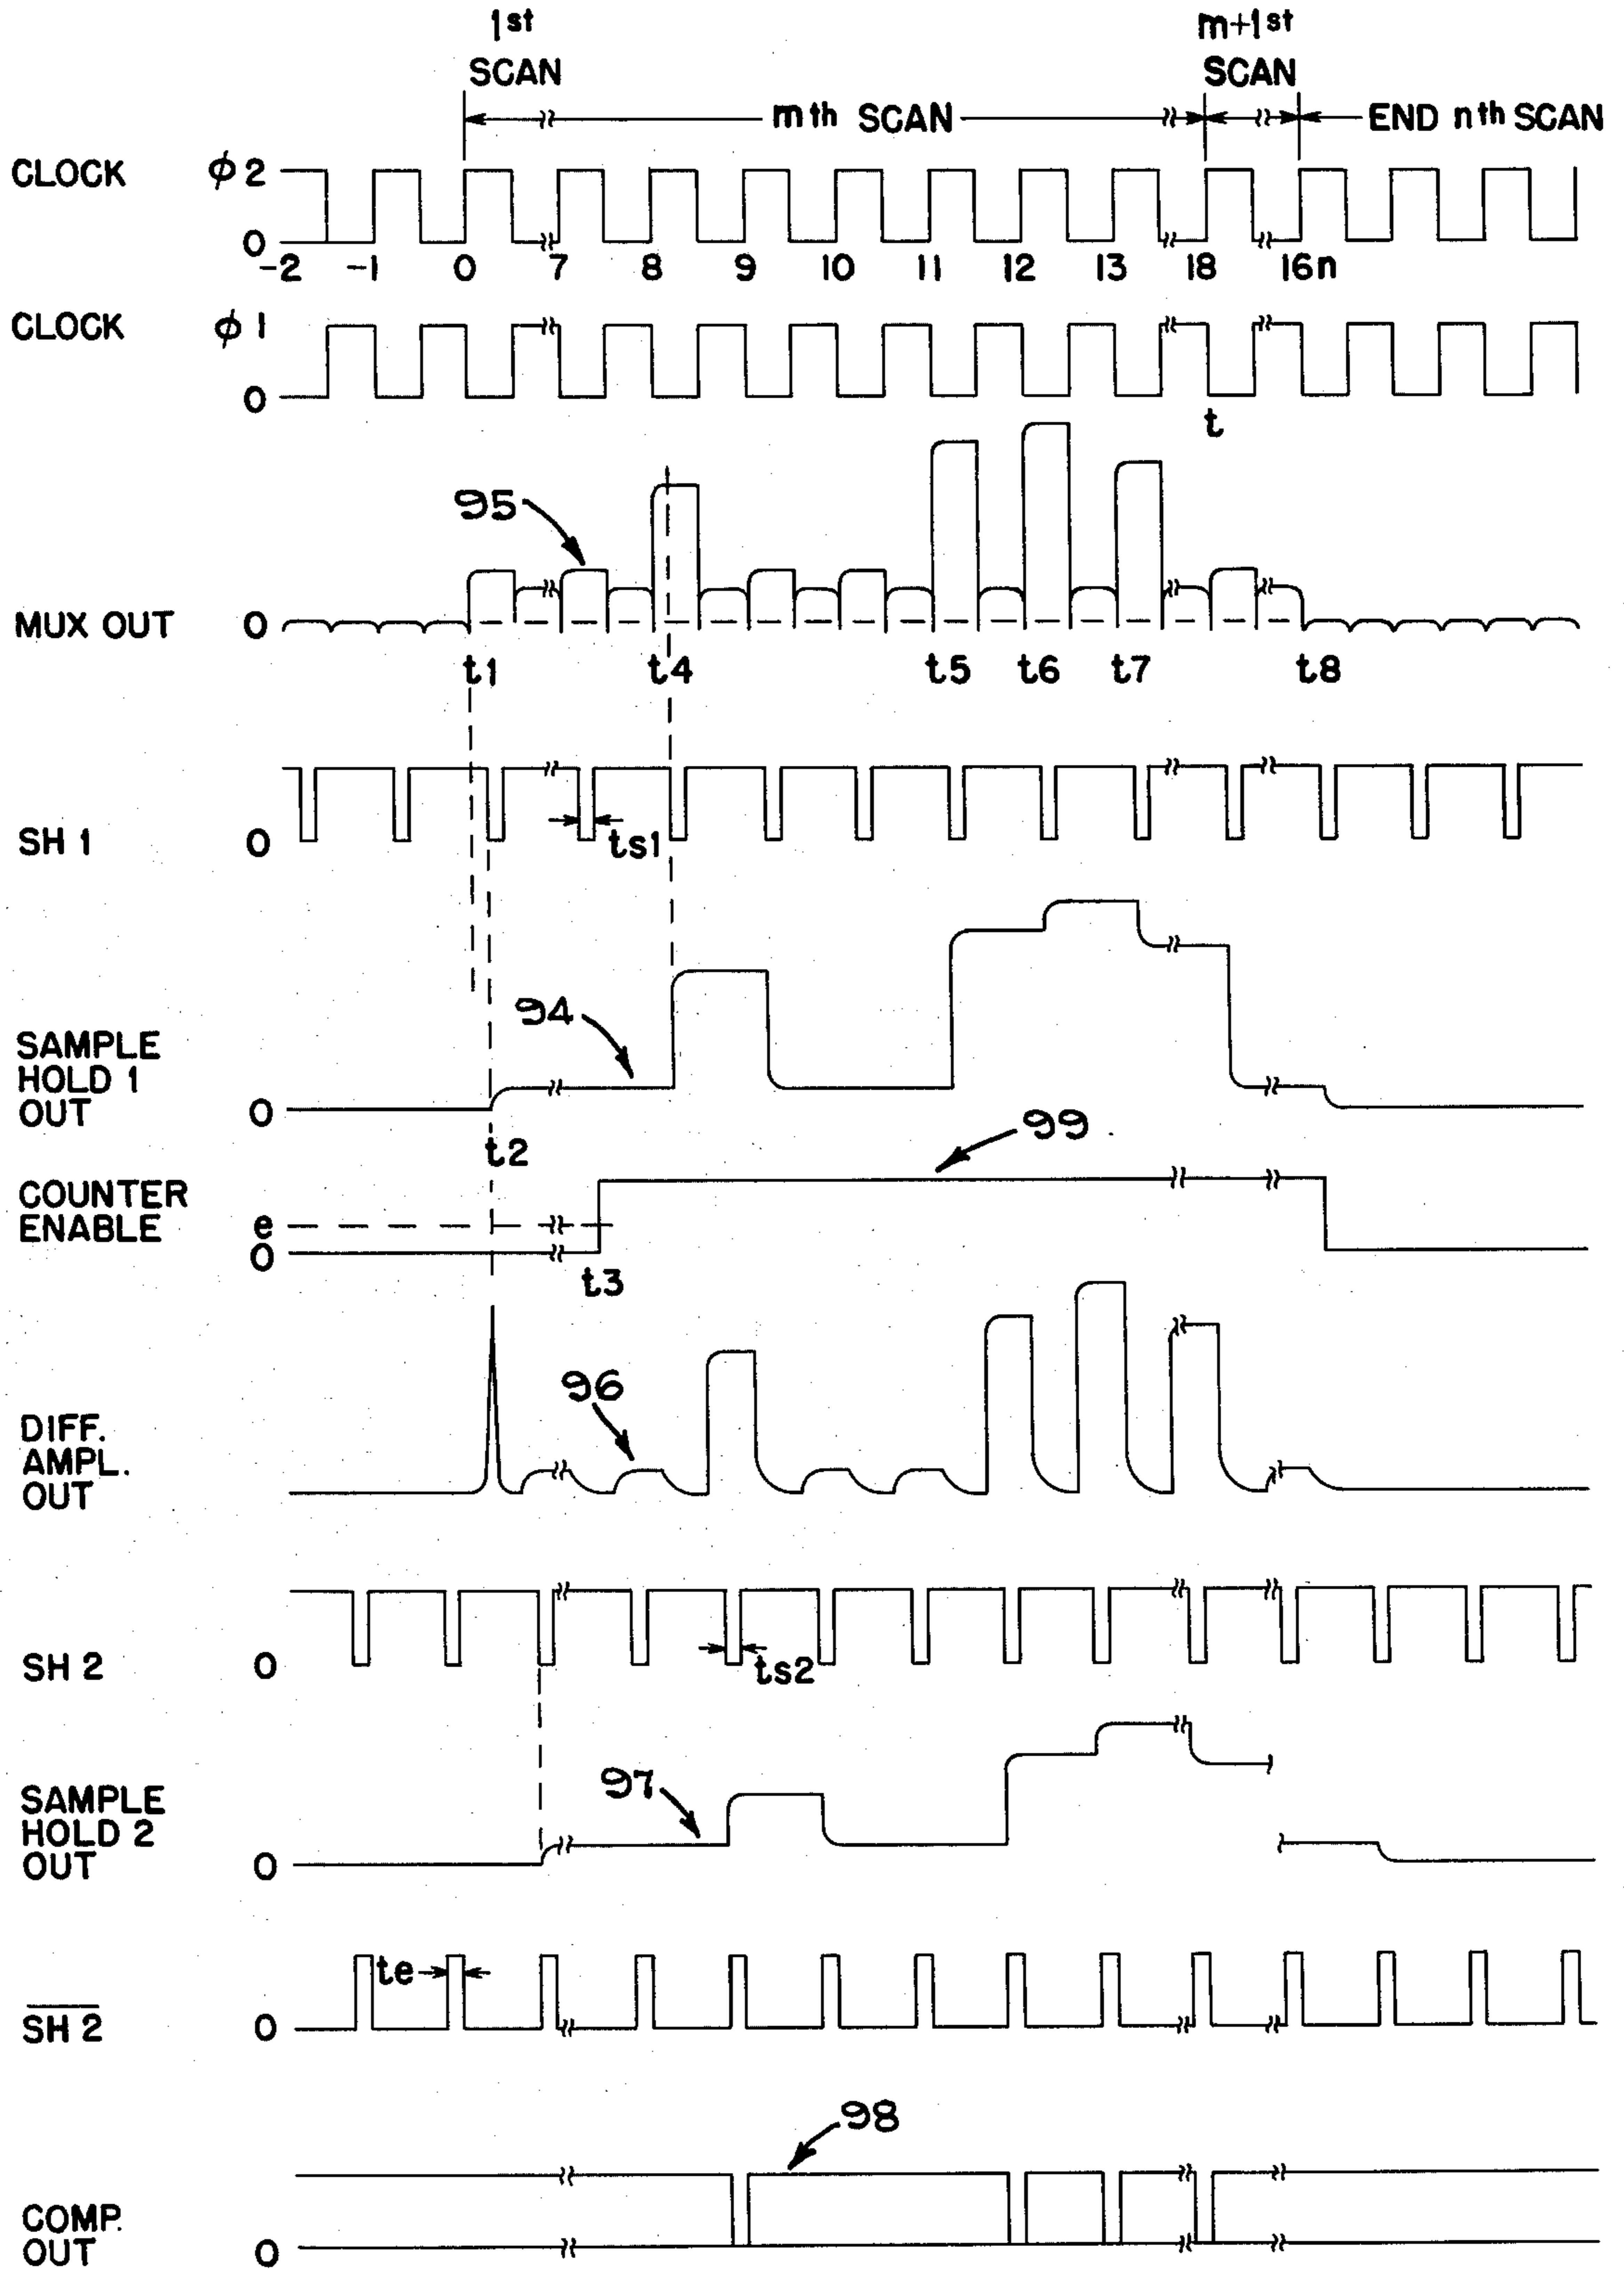 1st
SCAN
m+1st
SCAN
mth SCAN
END nth SCAN
CLOCK
ϕ2
0
-2 -1 0 7 8 9 10 11 12 13 18 16n
CLOCK
ϕ1
0
t
95
MUX OUT
0
t1 t4 t5 t6 t7 t8
SH 1
0
ts1
94
SAMPLE
HOLD 1
OUT
0
t2
99
COUNTER
ENABLE
e
0
t3
96
DIFF.
AMPL.
OUT
SH 2
0
ts2
97
SAMPLE
HOLD 2
OUT
0
te
S̅H̅ ̅2̅
0
98
COMP.
OUT
0